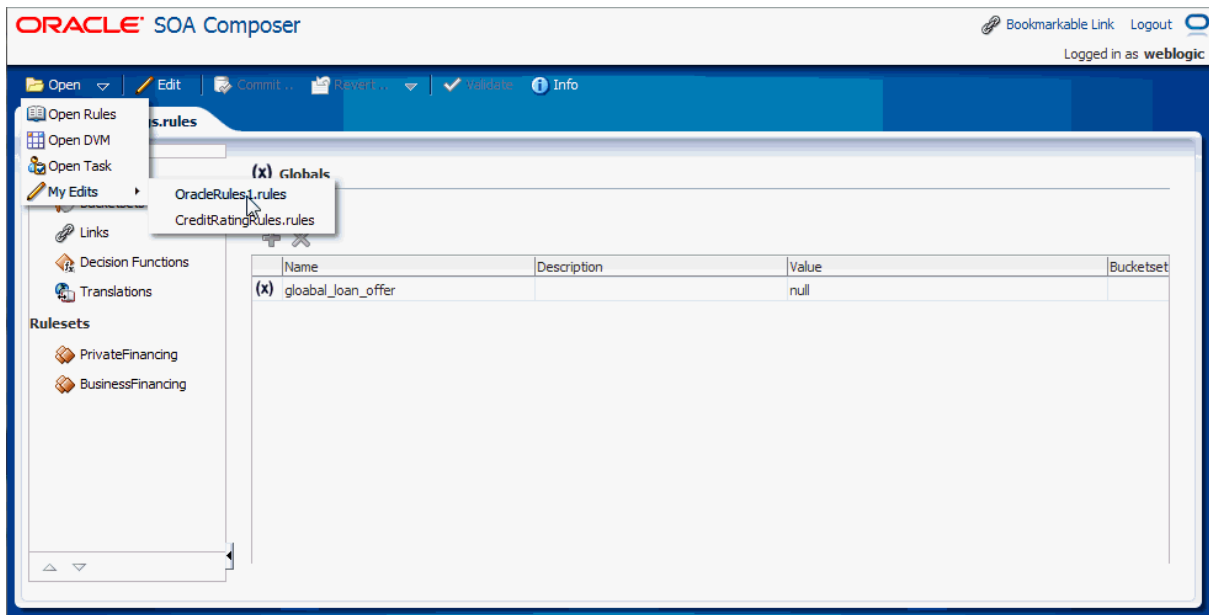 ORACLE SOA Composer
Bookmarkable Link Logout
Logged in as weblogic
Open Edit Commit .. Revert .. Validate Info
Open Rules
s.rules
Open DVM
Open Task
My Edits
OracleRules1.rules
CreditRatingRules.rules
(x) Globals
Links
Decision Functions
Translations
Rulesets
PrivateFinancing
BusinessFinancing
Name Description Value Bucketset
(x) gloabal_loan_offer null